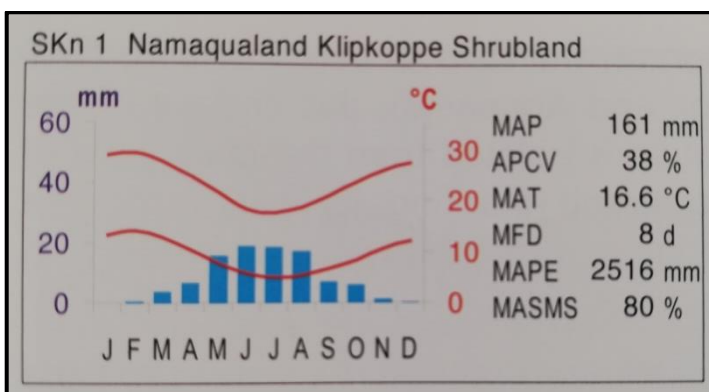 SKn 1 Namaqualand Klipkoppe Shrubland
mm °C
60
40
20
0
30
20
10
0
J F M A M J J A S O N D
MAP 161 mm
APCV 38 %
MAT 16.6 °C
MFD 8 d
MAPE 2516 mm
MASMS 80 %